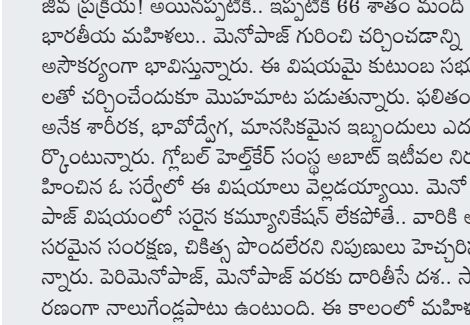 జీవ ప్రక్రియ! అయినప్పటికీ.. ఇప్పటికీ 66 శాతం మంది
భారతీయ మహిళలు.. మెనోపాజ్ గురించి చర్చించడాన్ని
అసౌకర్యంగా భావిస్తున్నారు. ఈ విషయమై కుటుంబ సభు
లతో చర్చించేందుకూ మొహమాట పడుతున్నారు. ఫలితం
అనేక శారీరక, భావోద్వేగ, మానసికమైన ఇబ్బందులు ఎద
ర్కొంటున్నారు. గ్లోబల్ హెల్త్‌కేర్ సంస్థ అబాట్ ఇటీవల నిర
హించిన ఓ సర్వేలో ఈ విషయాలు వెల్లడయ్యాయి. మెనో
పాజ్ విషయంలో సరైన కమ్యూనికేషన్ లేకపోతే.. వారికి
సరమైన సంరక్షణ, చికిత్స పొందలేరని నిపుణులు హెచ్చరి
న్నారు. పెరిమెనోపాజ్, మెనోపాజ్ వరకు దారితీసే దశ..
రణంగా నాలుగేండ్లపాటు ఉంటుంది. ఈ కాలంలో మహిళ